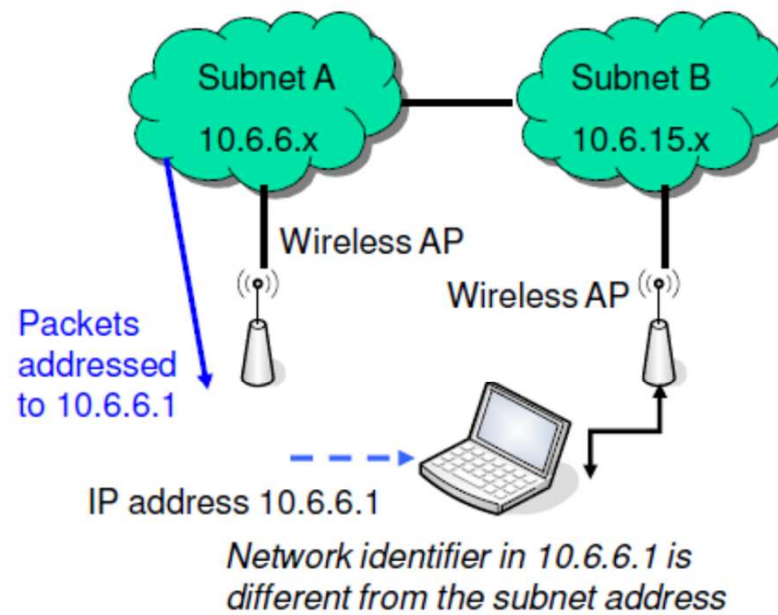 Subnet A
10.6.6.x
Subnet B
10.6.15.x
Wireless AP
Wireless AP
Packets
addressed
to 10.6.6.1
IP address 10.6.6.1
Network identifier in 10.6.6.1 is
different from the subnet address